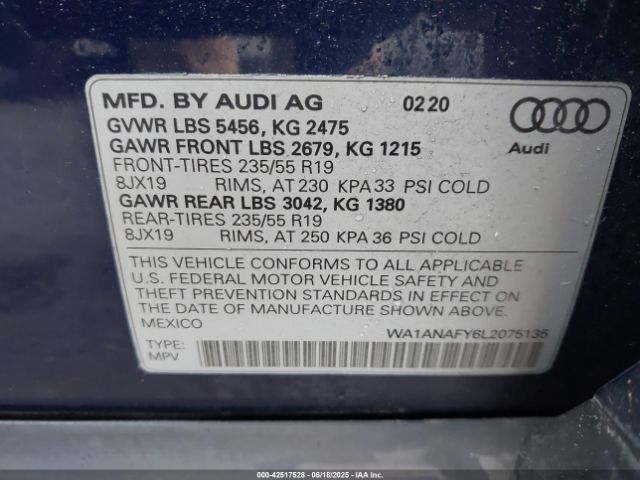 MFD. BY AUDI AG 0220
GVWR LBS 5456, KG 2475
GAWR FRONT LBS 2679, KG 1215
FRONT-TIRES 235/55 R19
8JX19 RIMS, AT 230 KPA 33 PSI COLD
GAWR REAR LBS 3042, KG 1380
REAR-TIRES 235/55 R19
8JX19 RIMS, AT 250 KPA 36 PSI COLD
Audi
THIS VEHICLE CONFORMS TO ALL APPLICABLE
U.S. FEDERAL MOTOR VEHICLE SAFETY AND
THEFT PREVENTION STANDARDS IN EFFECT ON
THE DATE OF MANUFACTURE SHOWN ABOVE.
MEXICO
WA1ANAFY6L2075135
TYPE:
MPV
000-42517528 - 06/18/2025 - IAAI.COM